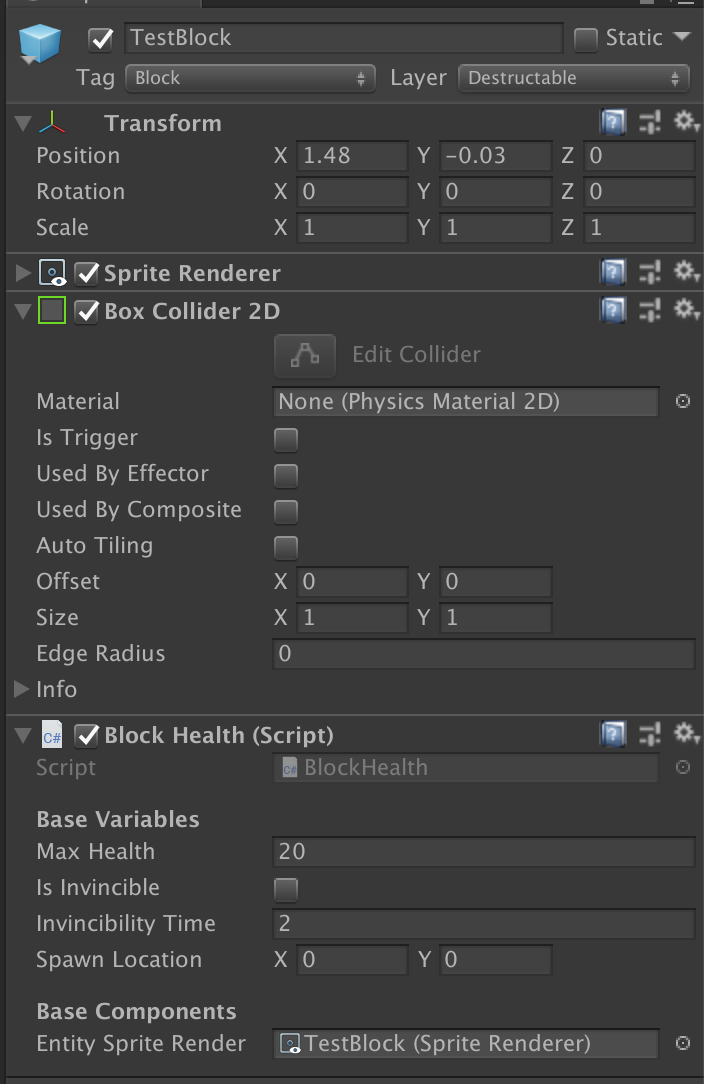 TestBlock Static
Tag Block Layer Destructable
Transform
Position X 1.48 Y -0.03 Z 0
Rotation X 0 Y 0 Z 0
Scale X 1 Y 1 Z 1
Sprite Renderer
Box Collider 2D
Edit Collider
Material None (Physics Material 2D)
Is Trigger
Used By Effector
Used By Composite
Auto Tiling
Offset X 0 Y 0
Size X 1 Y 1
Edge Radius 0
Info
C# Block Health (Script)
Script C# BlockHealth
Base Variables
Max Health 20
Is Invincible
Invincibility Time 2
Spawn Location X 0 Y 0
Base Components
Entity Sprite Render TestBlock (Sprite Renderer)